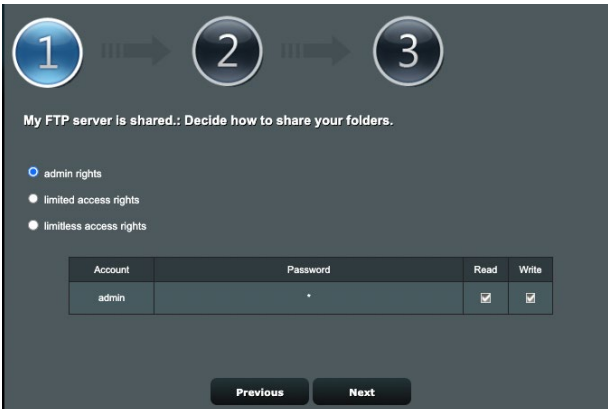 1 2 3
My FTP server is shared.: Decide how to share your folders.
admin rights
limited access rights
limitless access rights
Account Password Read Write
admin *
Previous Next